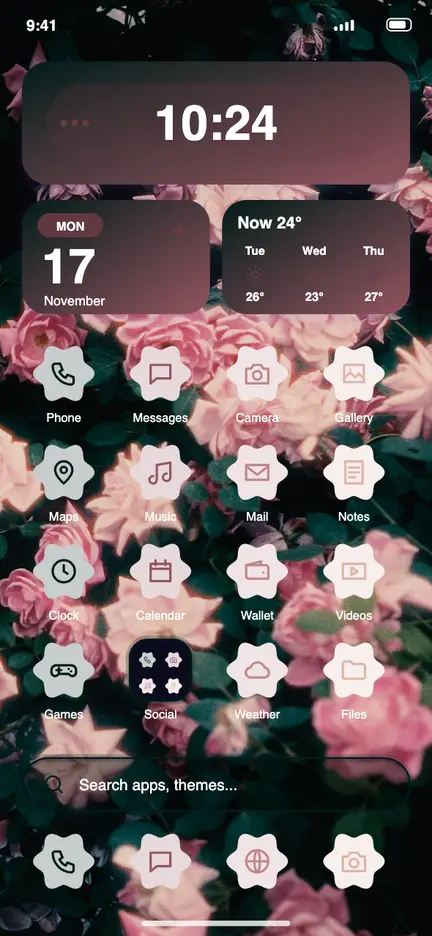 9:41
10:24
MON
17
November
Now 24°
Tue Wed Thu
26° 23° 27°
Phone Messages Camera Gallery
Maps Music Mail Notes
Clock Calendar Wallet Videos
Games Social Weather Files
Search apps, themes...